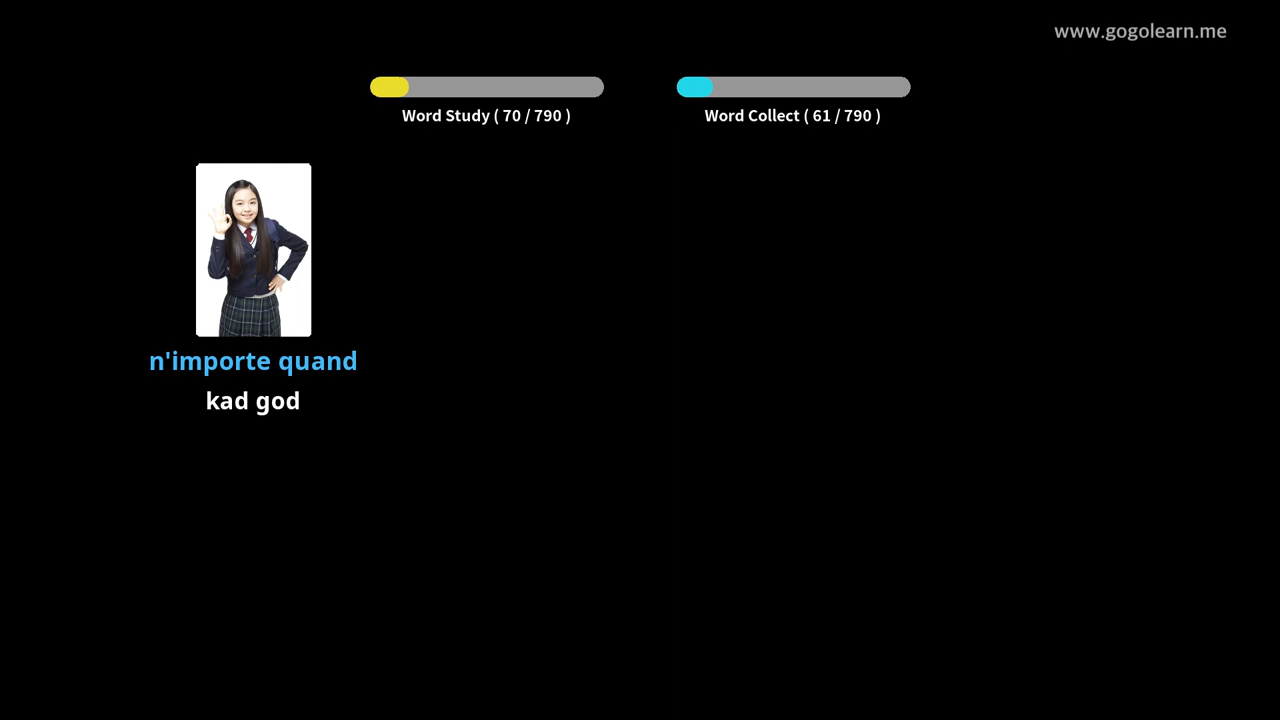 www.gogolearn.me
Word Study ( 70 / 790 )
Word Collect ( 61 / 790 )
n'importe quand
kad god